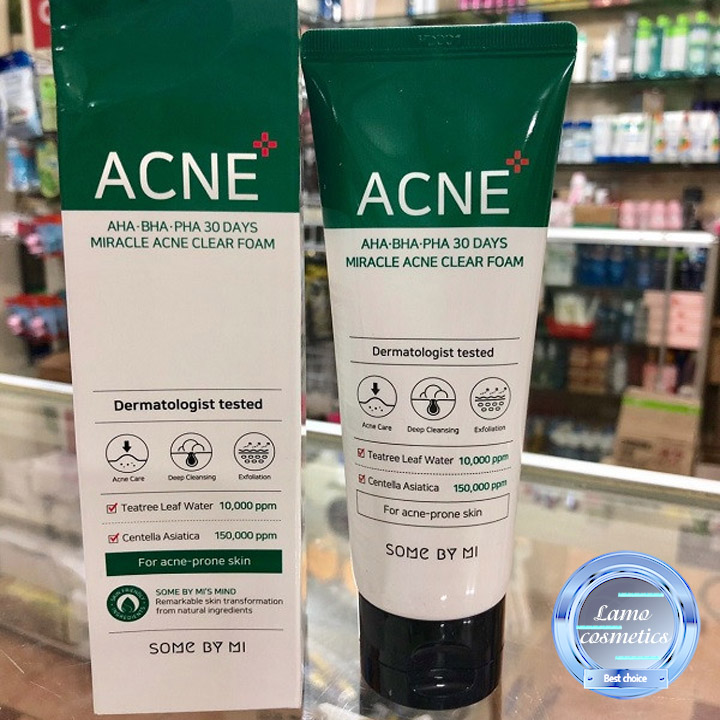 ACNE
AHA·BHA·PHA 30 DAYS
MIRACLE ACNE CLEAR FOAM
Dermatologist tested
Acne Care
Deep Cleansing
Exfoliation
Teatree Leaf Water 10,000 ppm
Centella Asiatica 150,000 ppm
For acne-prone skin
SKIN FRIENDLY
INGREDIENTS
SOME BY MI'S MIND
Remarkable skin transformation
from natural ingredients
SOME BY MI
ACNE
AHA·BHA·PHA 30 DAYS
MIRACLE ACNE CLEAR FOAM
Dermatologist tested
Acne Care
Deep Cleansing
Exfoliation
Teatree Leaf Water 10,000 ppm
Centella Asiatica 150,000 ppm
For acne-prone skin
SOME BY MI
Lamo
cosmetics
Best choice